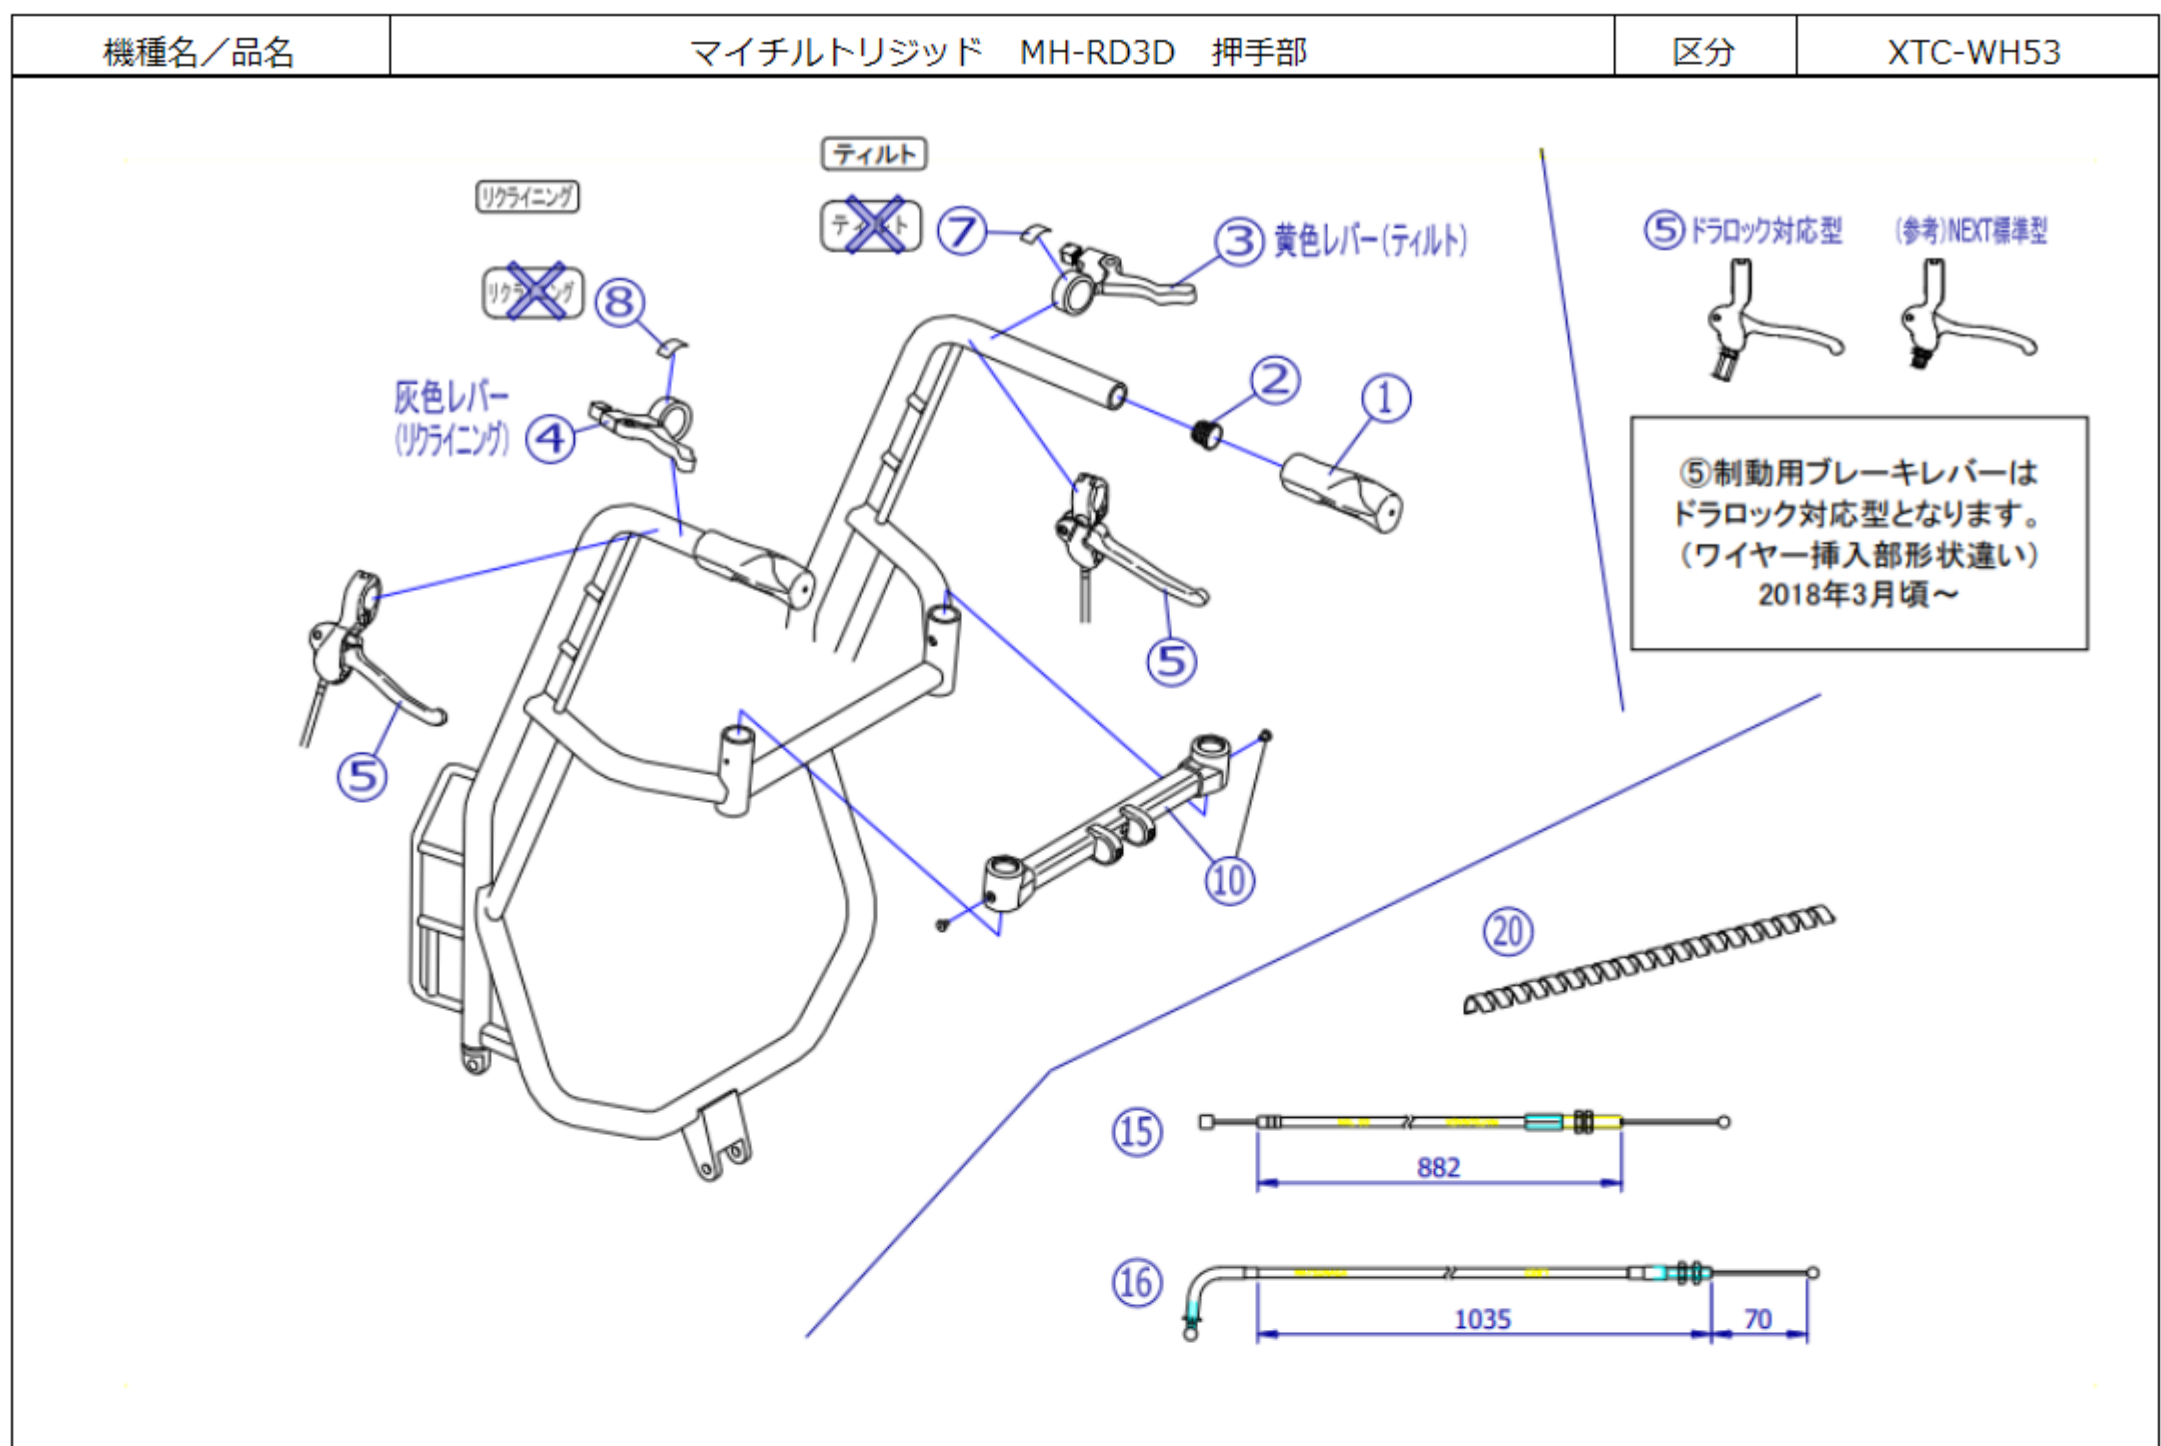 機種名／品名
マイチルトリジッド　MH-RD3D　押手部
区分
XTC-WH53
ティルト
リクライニング
ティルト
⑦
③黄色レバー(ティルト)
リクライニング
⑧
灰色レバー
(リクライニング)
④
②
①
⑤
⑤
⑩
⑤ドラロック対応型
(参考)NEXT標準型
⑤制動用ブレーキレバーは
ドラロック対応型となります。
（ワイヤー挿入部形状違い）
2018年3月頃～
⑳
⑮
882
⑯
1035
70